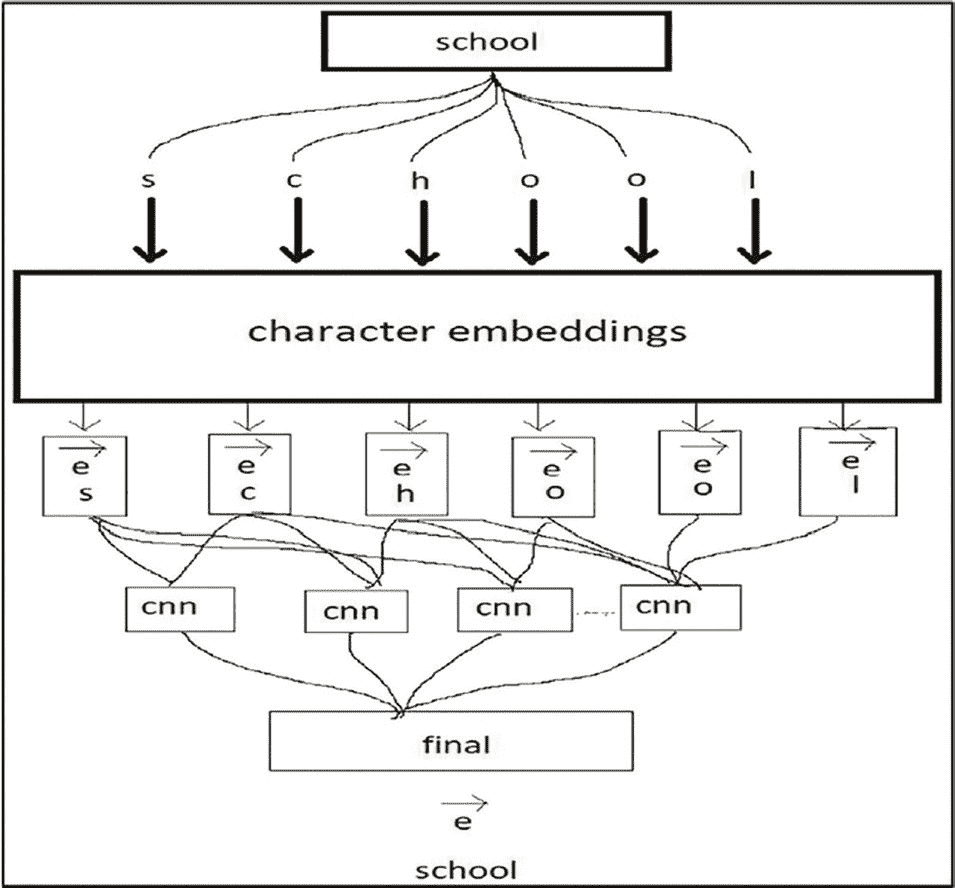 school
s c h o o l
character embeddings
e e e e e e
s c h o o l
cnn cnn cnn cnn
final
e
school